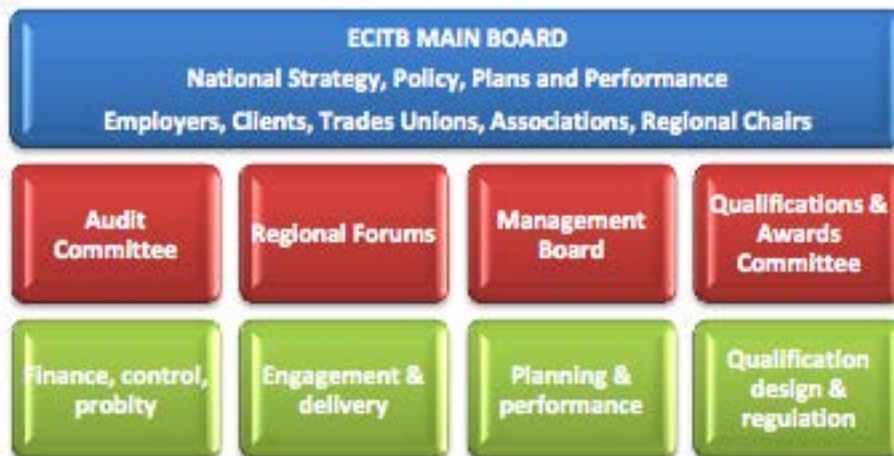 ECITB MAIN BOARD
National Strategy, Policy, Plans and Performance
Employers, Clients, Trades Unions, Associations, Regional Chairs
Audit
Committee
Regional Forums
Management
Board
Qualifications &
Awards
Committee
Finance, control,
probity
Engagement &
delivery
Planning &
performance
Qualification
design &
regulation